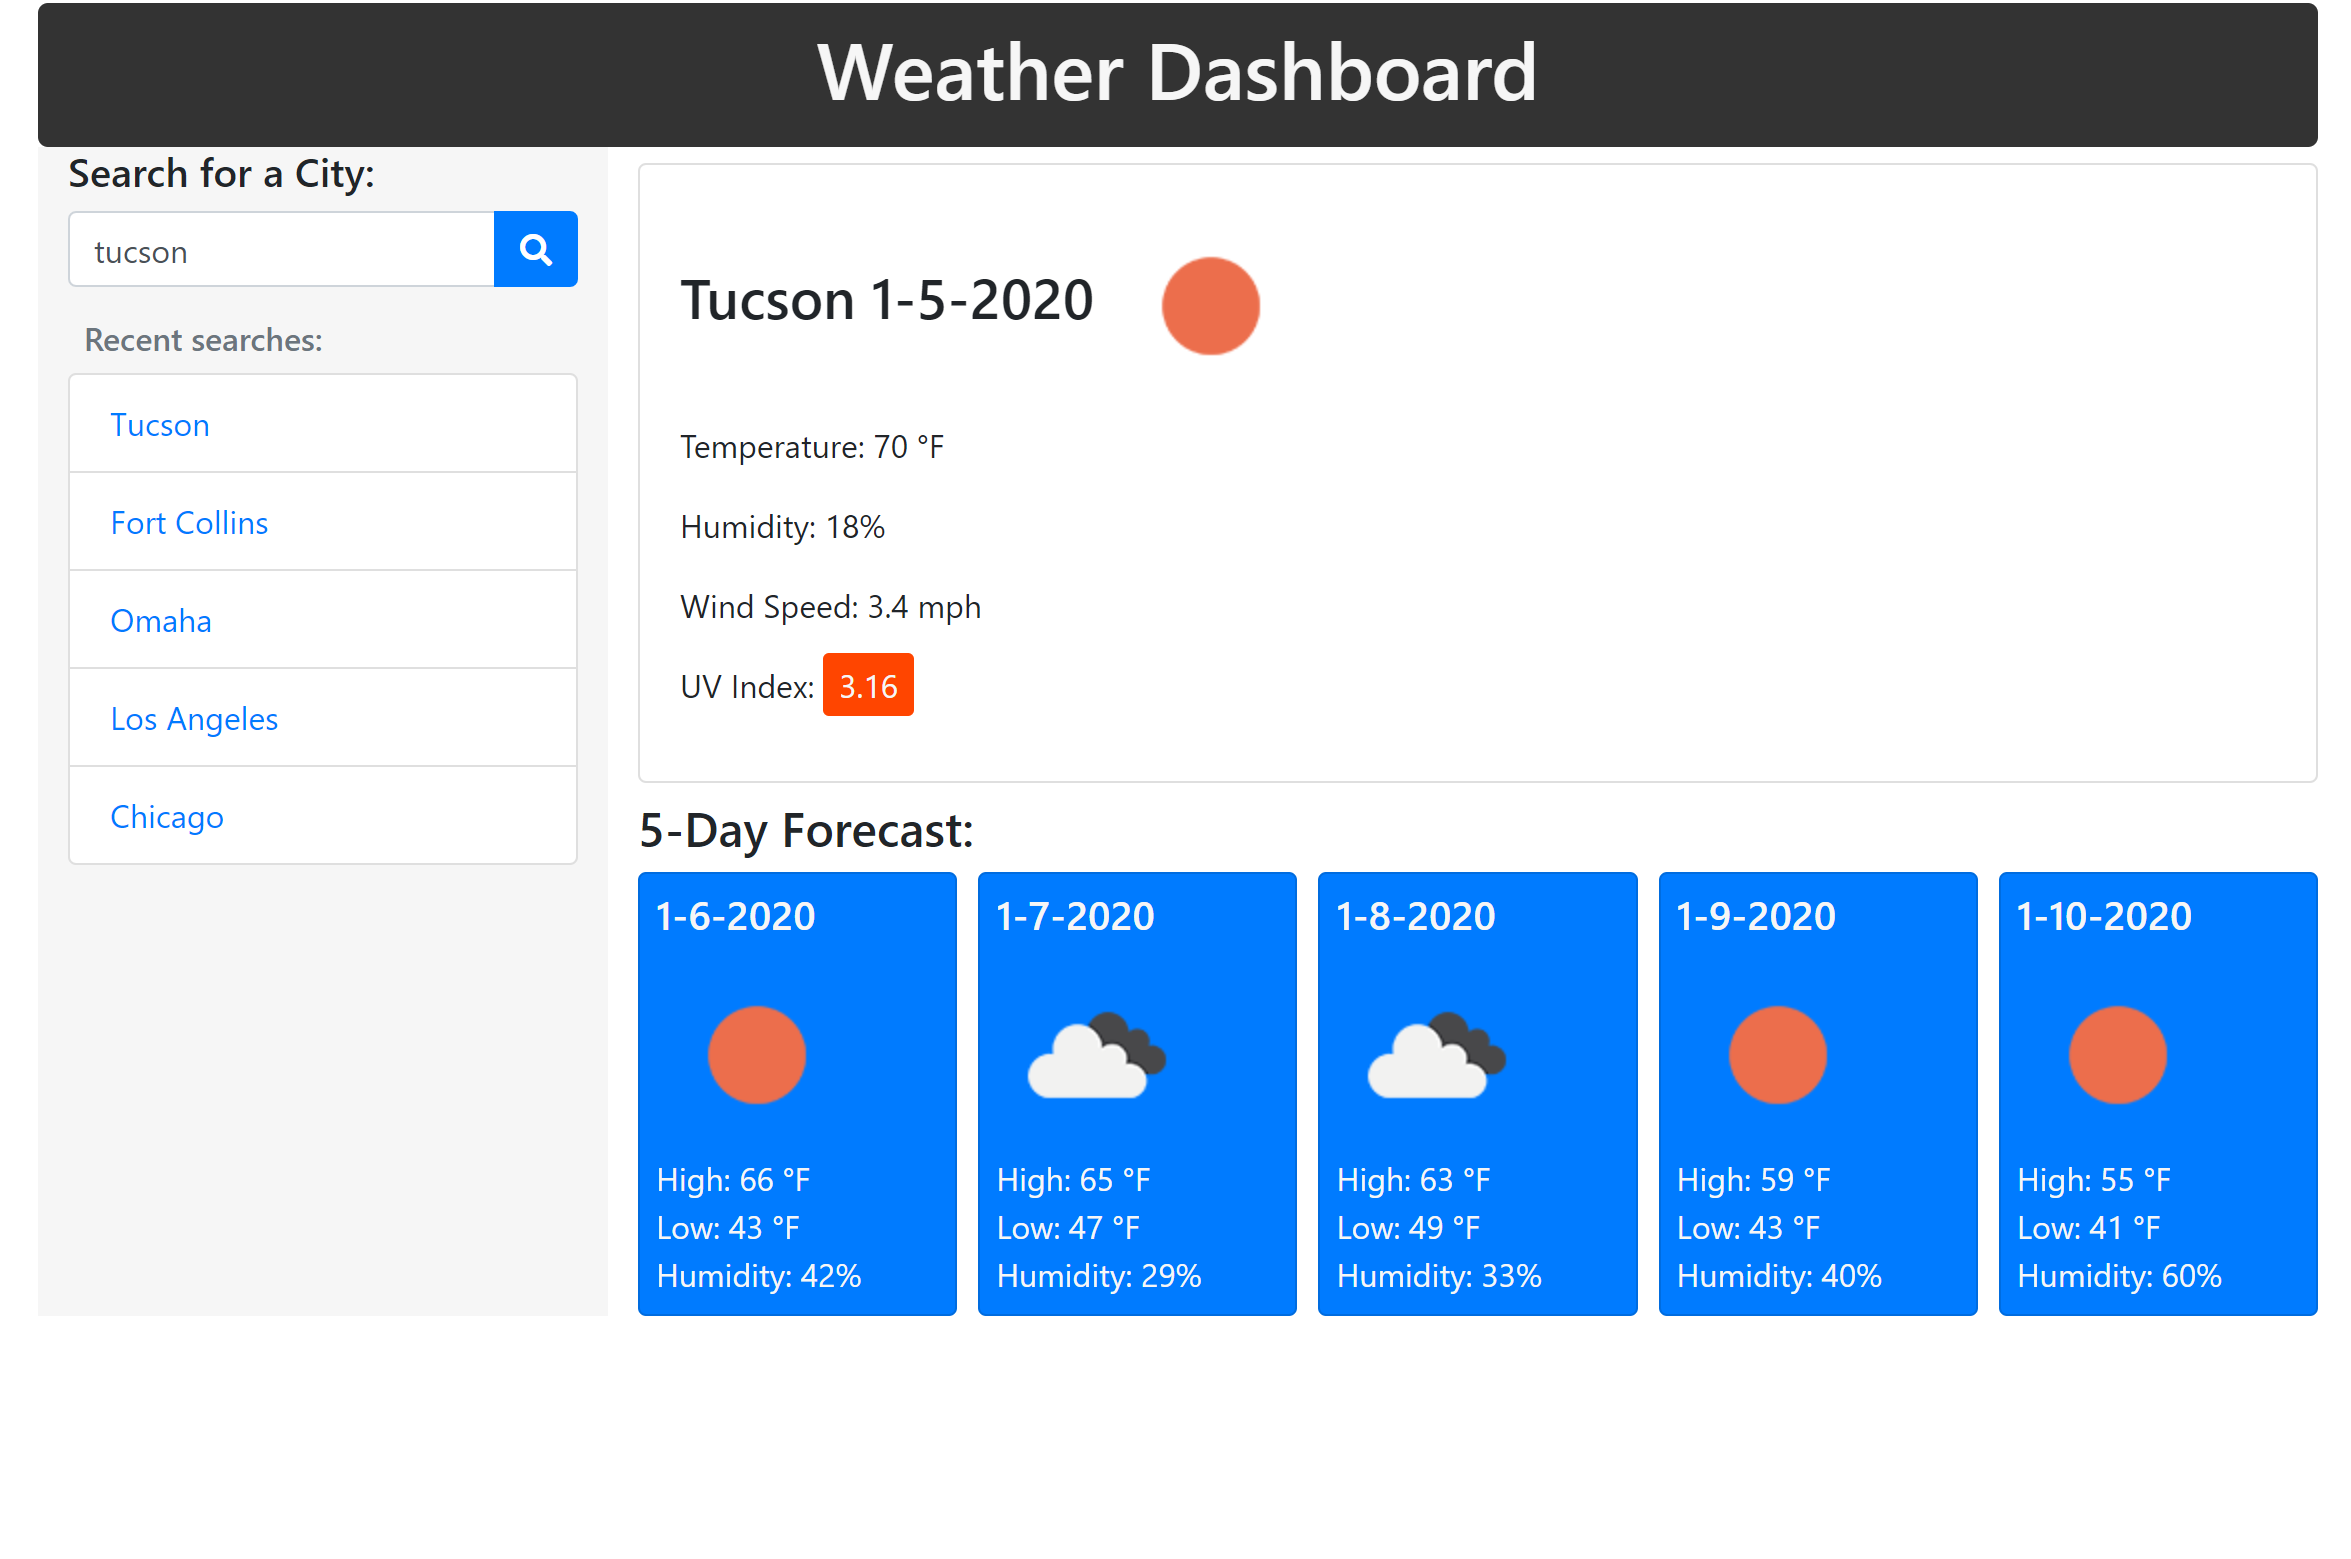 Weather Dashboard
Search for a City:
tucson
Recent searches:
Tucson
Fort Collins
Omaha
Los Angeles
Chicago
Tucson 1-5-2020
Temperature: 70 °F
Humidity: 18%
Wind Speed: 3.4 mph
UV Index: 3.16
5-Day Forecast:
1-6-2020
High: 66 °F
Low: 43 °F
Humidity: 42%
1-7-2020
High: 65 °F
Low: 47 °F
Humidity: 29%
1-8-2020
High: 63 °F
Low: 49 °F
Humidity: 33%
1-9-2020
High: 59 °F
Low: 43 °F
Humidity: 40%
1-10-2020
High: 55 °F
Low: 41 °F
Humidity: 60%